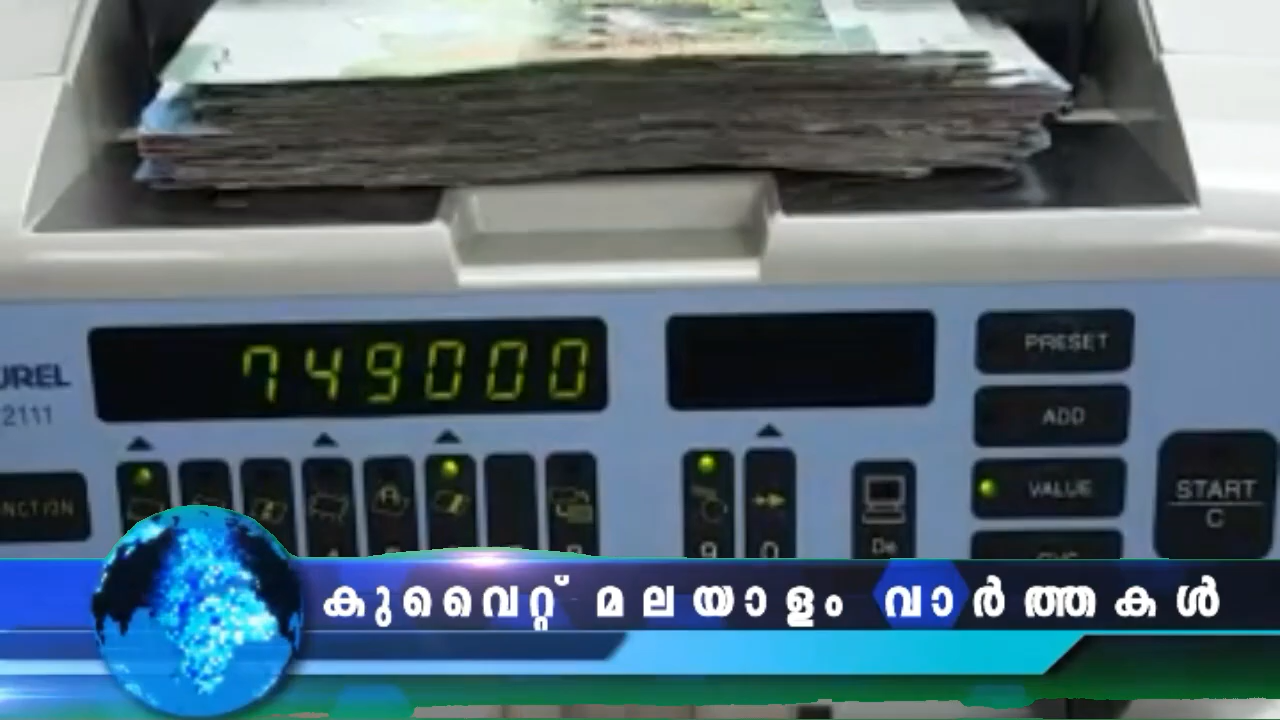 749000
PRESET
UREL
2111
ADD
VALUE
START
C
NCTION
9 0
De
കുവൈറ്റ് മലയാളം വാർത്തകൾ